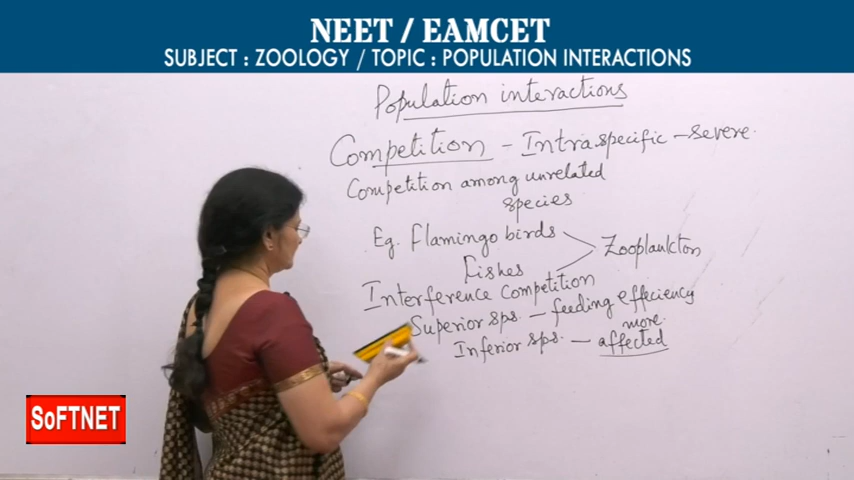 NEET / EAMCET
SUBJECT : ZOOLOGY / TOPIC : POPULATION INTERACTIONS
Population interactions
Competition - Intraspecific - severe.
Competition among unrelated
species
Eg. Flamingo birds
Zooplankton
Fishes
Interference Competition
Superior sps. - feeding effeciency
more.
Inferior sps. - affected
SoFTNET